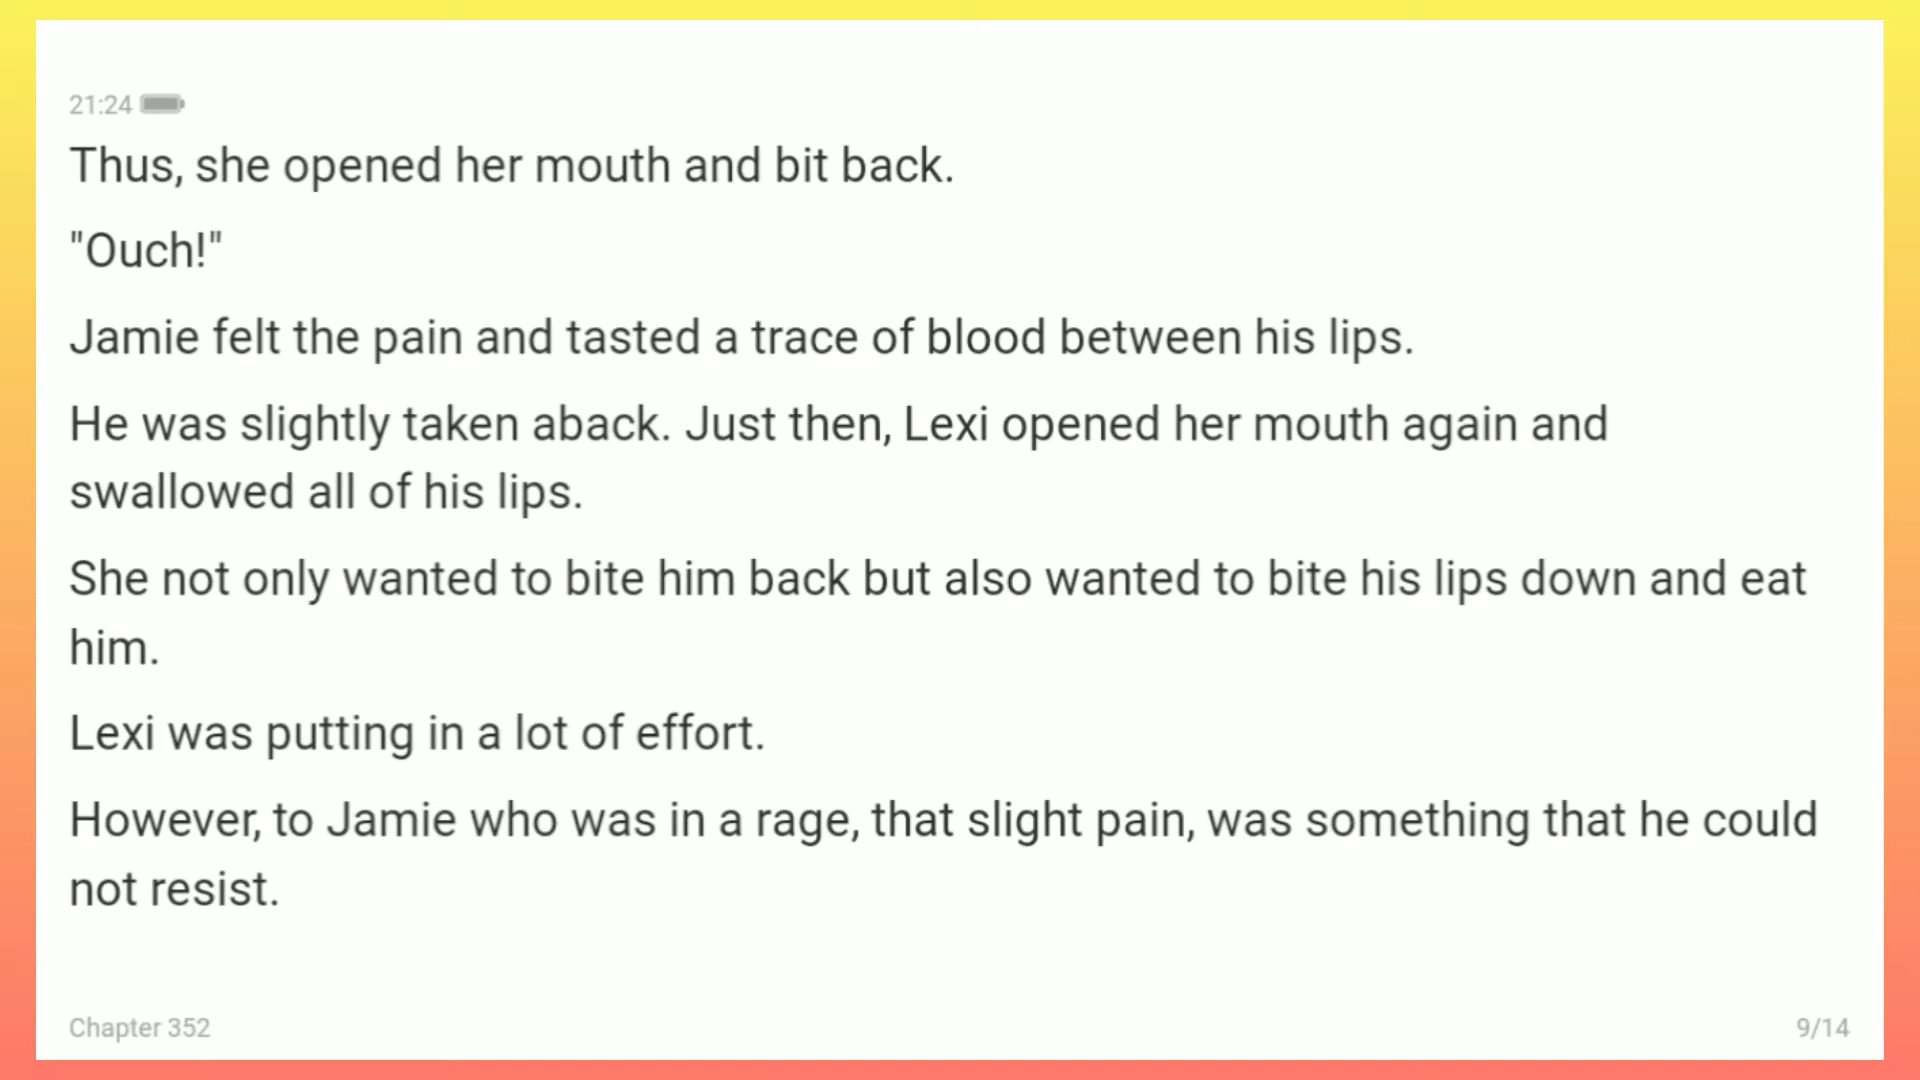 21:24
Thus, she opened her mouth and bit back.
"Ouch!"
Jamie felt the pain and tasted a trace of blood between his lips.
He was slightly taken aback. Just then, Lexi opened her mouth again and
swallowed all of his lips.
She not only wanted to bite him back but also wanted to bite his lips down and eat
him.
Lexi was putting in a lot of effort.
However, to Jamie who was in a rage, that slight pain, was something that he could
not resist.
Chapter 352
9/14